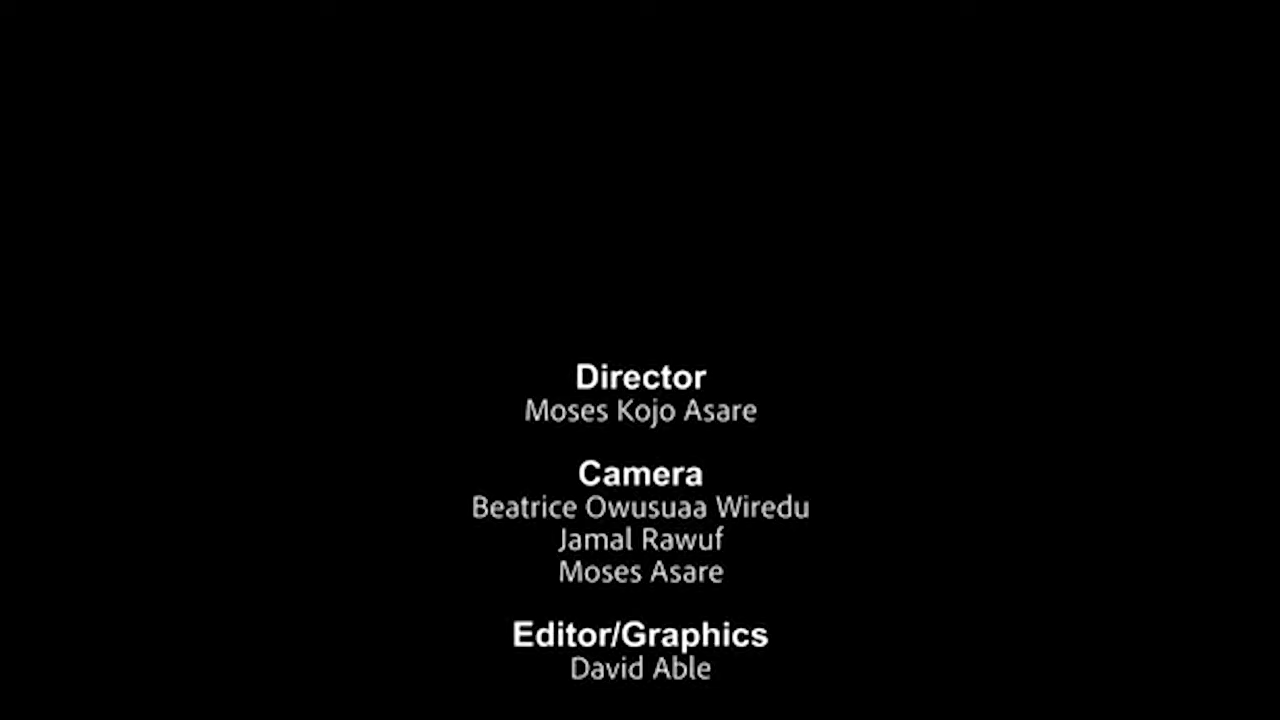 Director
Moses Kojo Asare
Camera
Beatrice Owusuaa Wiredu
Jamal Rawuf
Moses Asare
Editor/Graphics
David Able